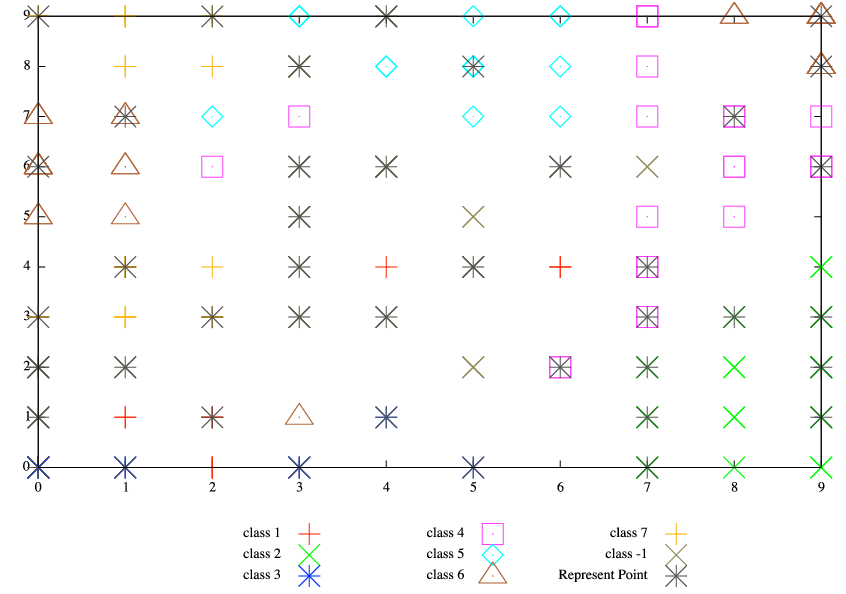 9
8
7
6
5
4
3
2
1
0
0 1 2 3 4 5 6 7 8 9
class 1 class 4 class 7
class 2 class 5 class -1
class 3 class 6 Represent Point